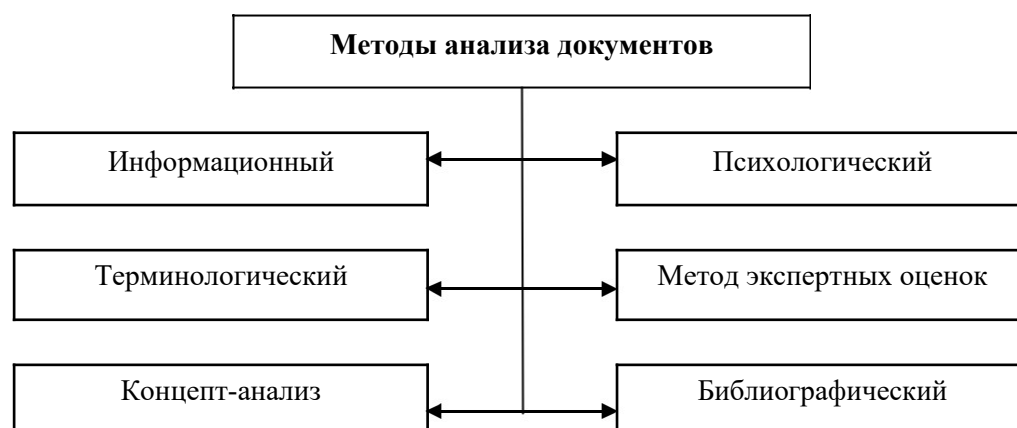 Методы анализа документов
Информационный
Психологический
Терминологический
Метод экспертных оценок
Концепт-анализ
Библиографический